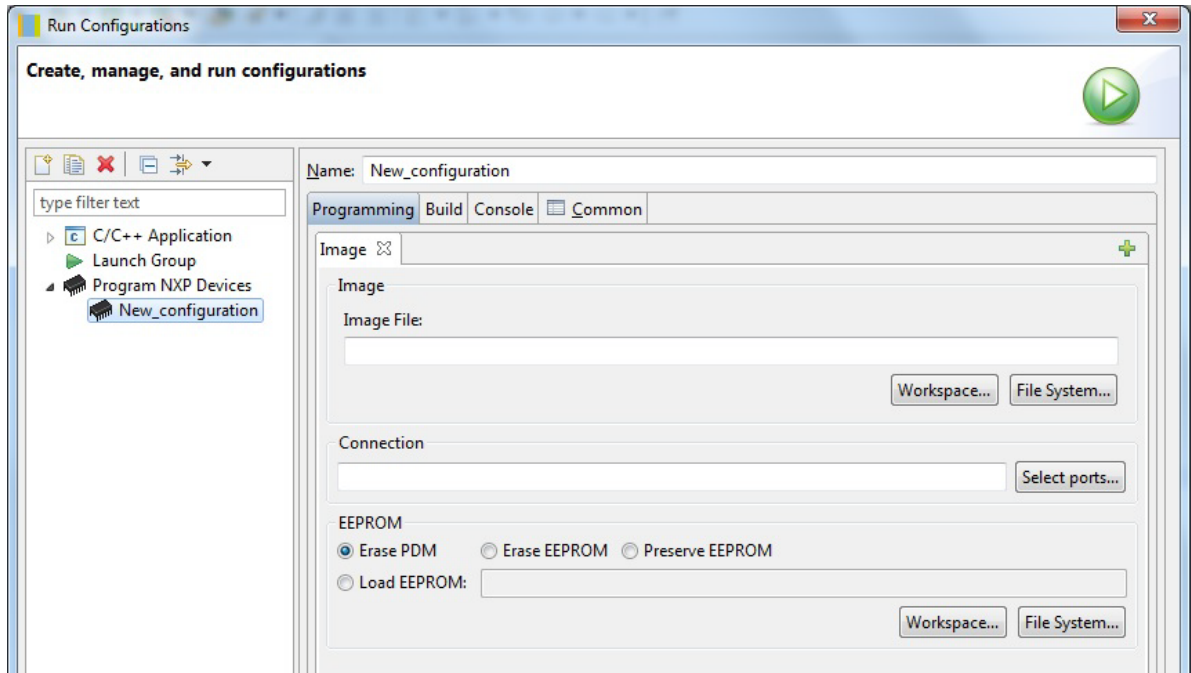 Run Configurations
Create, manage, and run configurations
type filter text
C/C++ Application
Launch Group
Program NXP Devices
New_configuration
Name: New_configuration
Programming Build Console Common
Image
Image
Image File:
Workspace... File System...
Connection
Select ports...
EEPROM
Erase PDM Erase EEPROM Preserve EEPROM
Load EEPROM:
Workspace... File System...